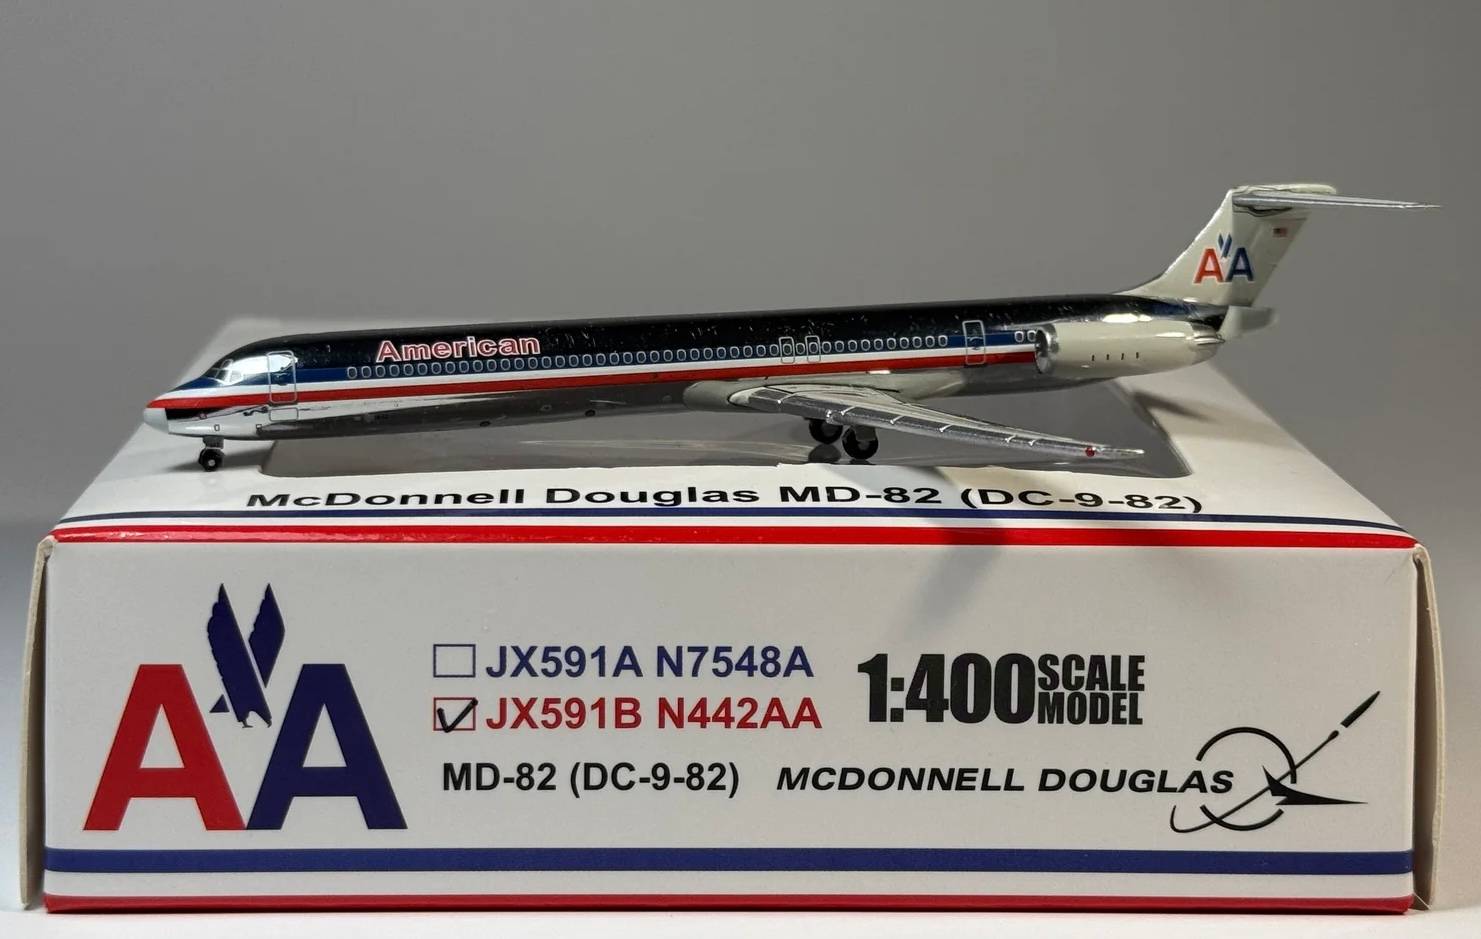 American
AA
McDonnell Douglas MD-82 (DC-9-82)
AA
JX591A N7548A
JX591B N442AA
MD-82 (DC-9-82)
1:400 SCALE MODEL
MCDONNELL DOUGLAS